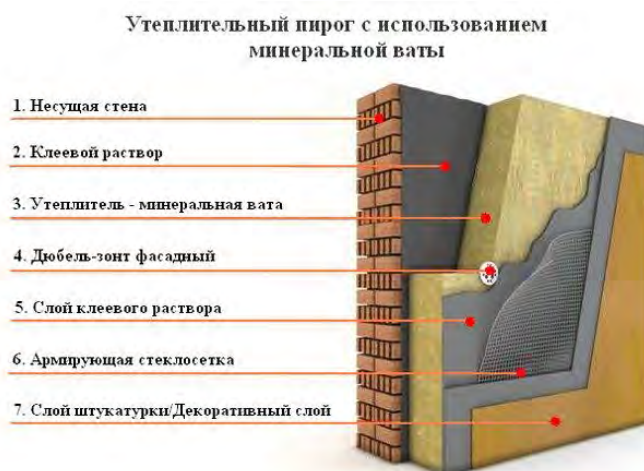 Утеплительный пирог с использованием
минеральной ваты
1. Несущая стена
2. Клеевой раствор
3. Утеплитель - минеральная вата
4. Дюбель-зонт фасадный
5. Слой клеевого раствора
6. Армирующая стеклосетка
7. Слой штукатурки/Декоративный слой